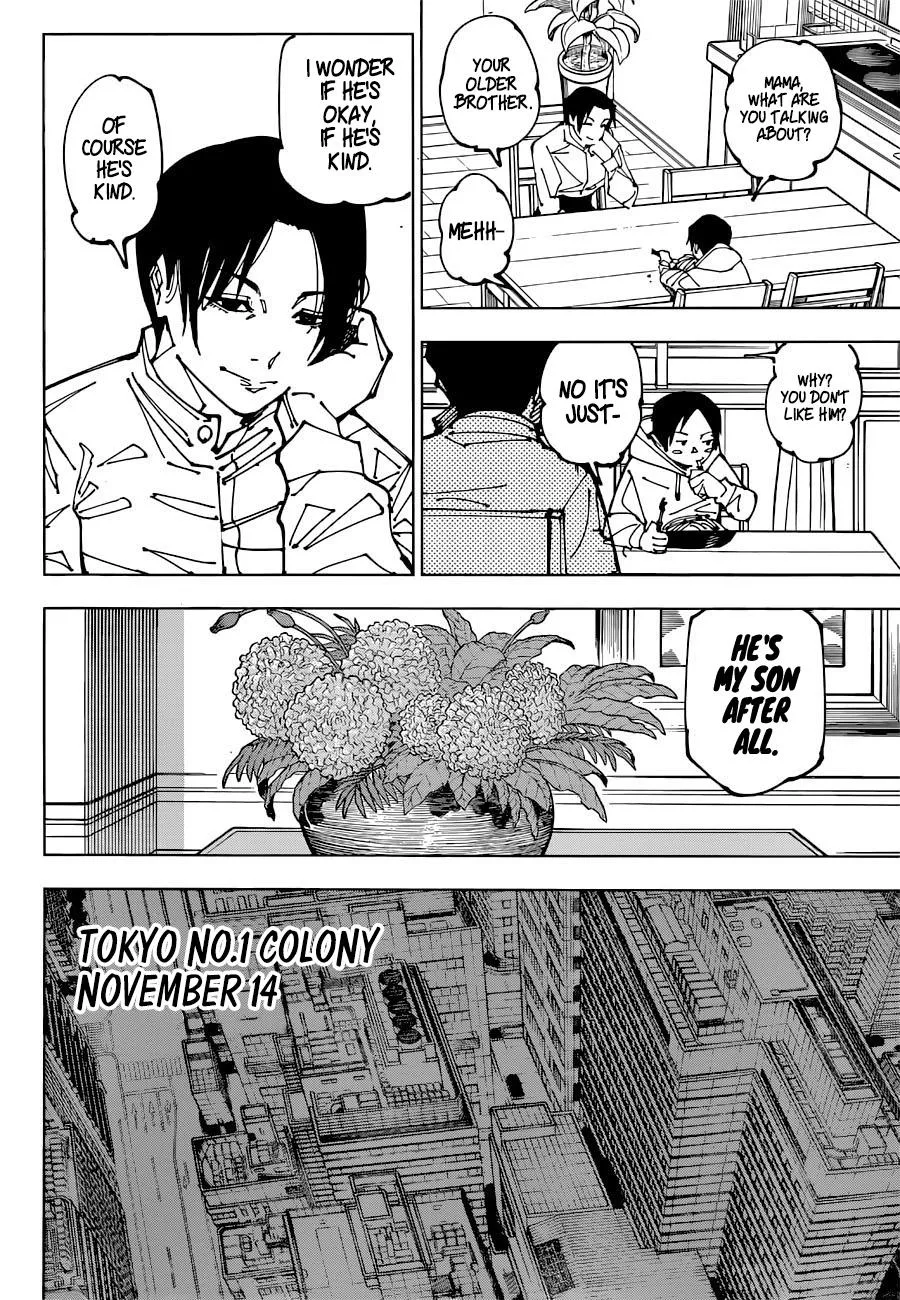 MAMA,
WHAT ARE
YOU TALKING
ABOUT?
YOUR
OLDER
BROTHER.
MEHH-
WHY?
YOU DON'T
LIKE HIM?
NO IT'S
JUST-
I WONDER
IF HE'S
OKAY,
IF HE'S
KIND.
OF
COURSE
HE'S
KIND.
HE'S
MY SON
AFTER
ALL.
TOKYO NO.1 COLONY
NOVEMBER 14